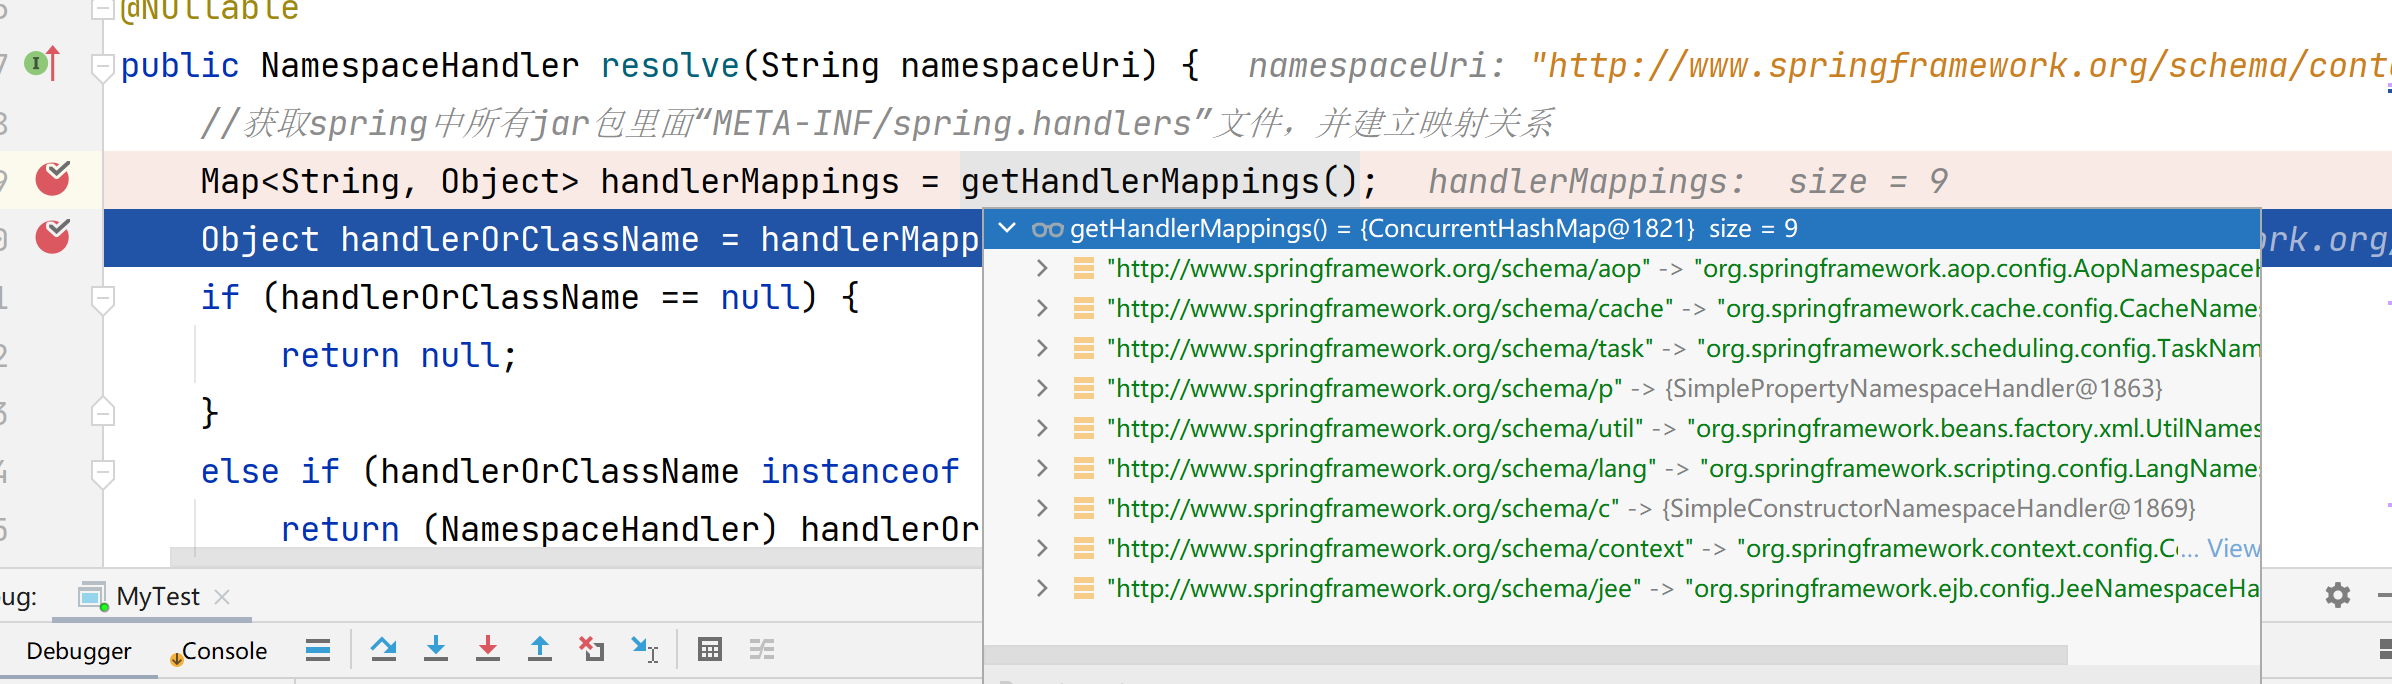 @Nullable
public NamespaceHandler resolve(String namespaceUri) { namespaceUri: "http://www.springframework.org/schema/cont
//获取spring中所有jar包里面“META-INF/spring.handlers”文件，并建立映射关系
Map<String, Object> handlerMappings = getHandlerMappings(); handlerMappings: size = 9
Object handlerOrClassName = handlerMapp
ork.org/
getHandlerMappings() = {ConcurrentHashMap@1821} size = 9
"http://www.springframework.org/schema/aop" -> "org.springframework.aop.config.AopNamespaceH
if (handlerOrClassName == null) {
"http://www.springframework.org/schema/cache" -> "org.springframework.cache.config.CacheNames
"http://www.springframework.org/schema/task" -> "org.springframework.scheduling.config.TaskNam
return null;
"http://www.springframework.org/schema/p" -> {SimplePropertyNamespaceHandler@1863}
}
"http://www.springframework.org/schema/util" -> "org.springframework.beans.factory.xml.UtilNames
else if (handlerOrClassName instanceof
"http://www.springframework.org/schema/lang" -> "org.springframework.scripting.config.LangNames
"http://www.springframework.org/schema/c" -> {SimpleConstructorNamespaceHandler@1869}
return (NamespaceHandler) handlerOr
"http://www.springframework.org/schema/context" -> "org.springframework.context.config.C... View
"http://www.springframework.org/schema/jee" -> "org.springframework.ejb.config.JeeNamespaceHa
ug: MyTest
Debugger Console